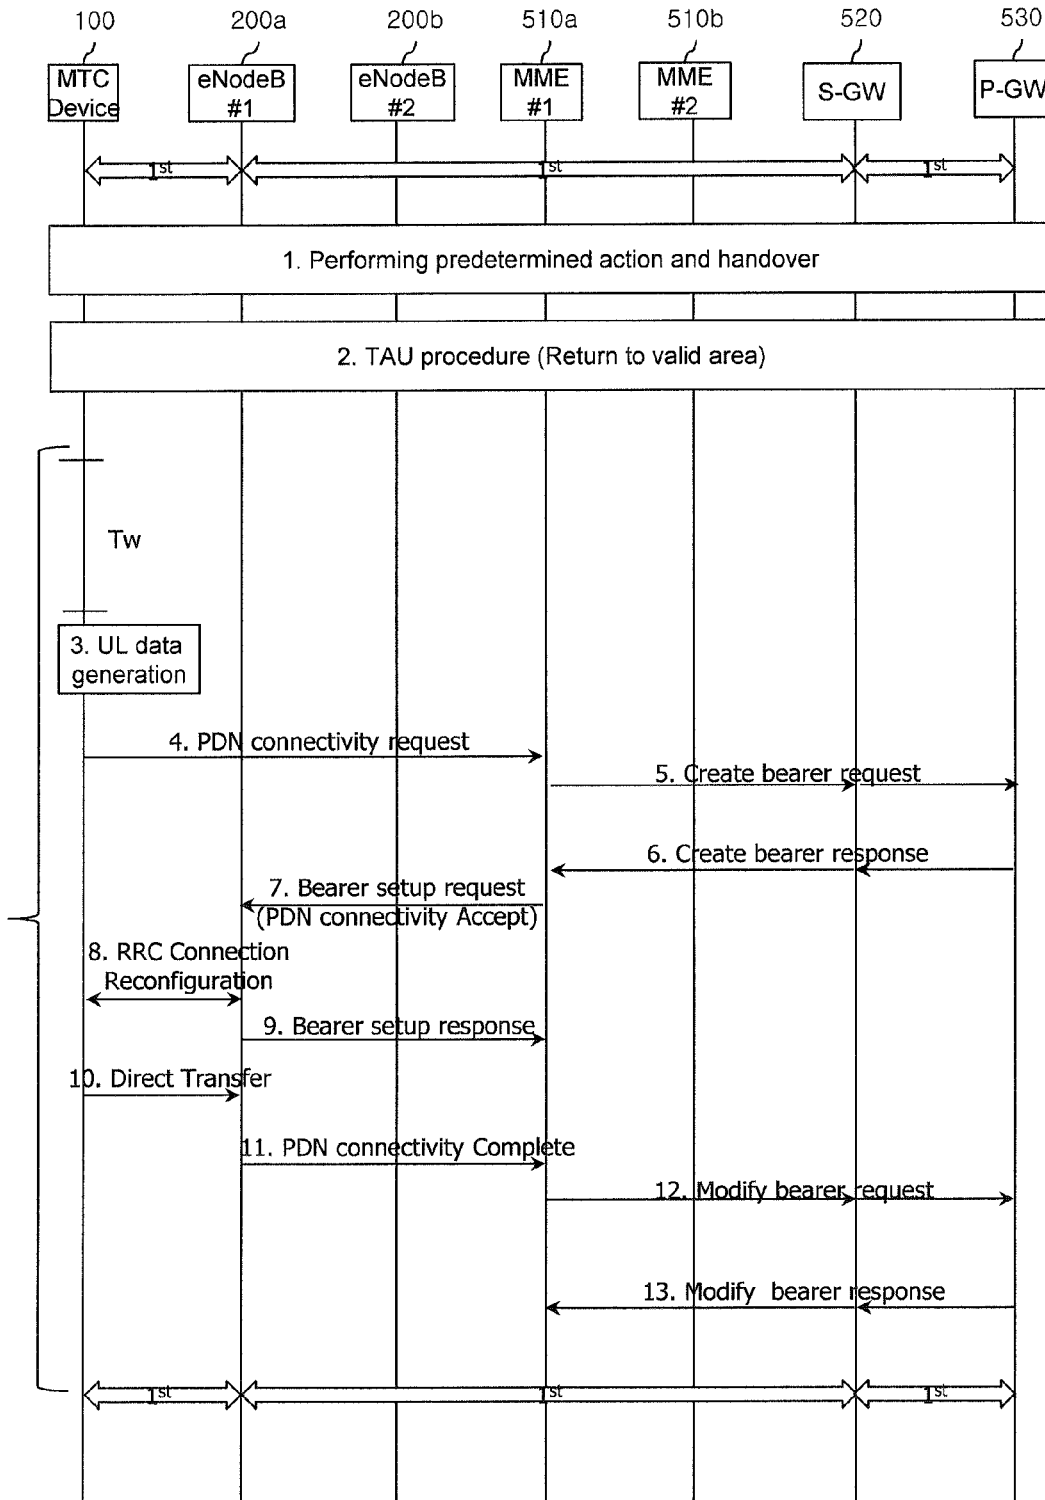 100 200a 200b 510a 510b 520 530
MTC Device
eNodeB #1
eNodeB #2
MME #1
MME #2
S-GW
P-GW
1st 1st 1st
1. Performing predetermined action and handover
2. TAU procedure (Return to valid area)
Tw
3. UL data
generation
4. PDN connectivity request
5. Create bearer request
6. Create bearer response
7. Bearer setup request
(PDN connectivity Accept)
8. RRC Connection
Reconfiguration
9. Bearer setup response
10. Direct Transfer
11. PDN connectivity Complete
12. Modify bearer request
13. Modify bearer response
1st 1st 1st